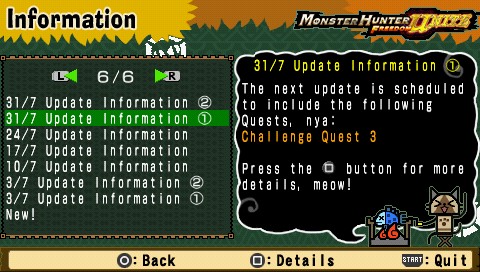 Information
MONSTER HUNTER
FREEDOM UNITE
L 6/6 R
31/7 Update Information ②
31/7 Update Information ①
24/7 Update Information
17/7 Update Information
10/7 Update Information
3/7 Update Information ②
3/7 Update Information ①
New!
31/7 Update Information ①
The next update is scheduled
to include the following
Quests, nya:
Challenge Quest 3
Press the □ button for more
details, meow!
○: Back
□: Details
START: Quit